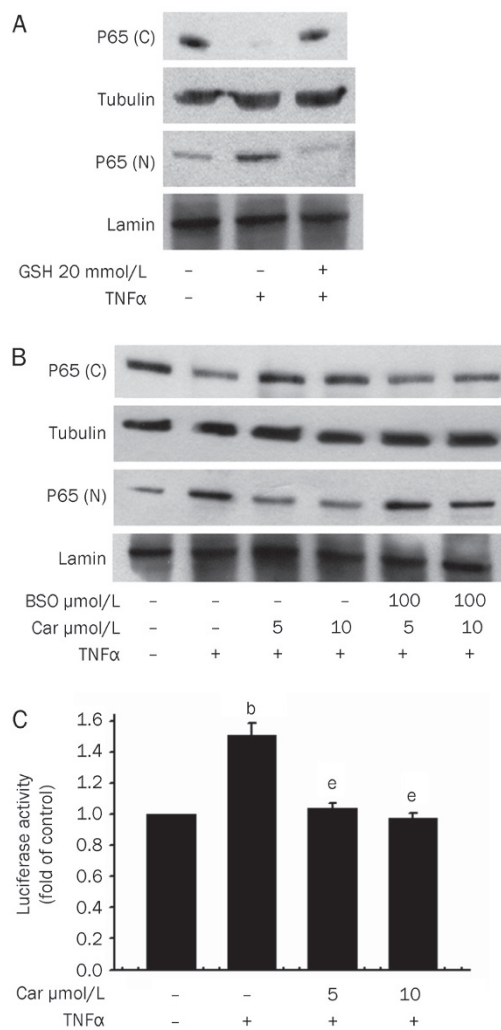 A
P65 (C)
Tubulin
P65 (N)
Lamin
GSH 20 mmol/L – – +
TNFα – + +
B
P65 (C)
Tubulin
P65 (N)
Lamin
BSO μmol/L – – – – 100 100
Car μmol/L – – 5 10 5 10
TNFα – + + + + +
C
Luciferase activity
(fold of control)
1.6
1.4
1.2
1.0
0.8
0.6
0.4
0.2
0.0
b
e
e
Car μmol/L – – 5 10
TNFα – + + +